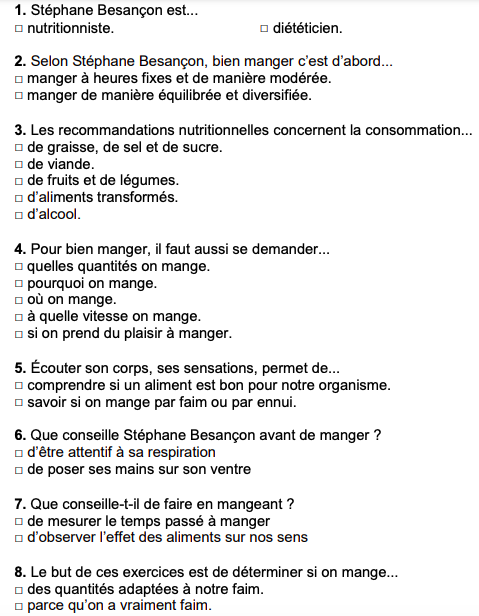 1. Stéphane Besançon est...
□ nutritionniste. □ diététicien.
2. Selon Stéphane Besançon, bien manger c'est d'abord...
□ manger à heures fixes et de manière modérée.
□ manger de manière équilibrée et diversifiée.
3. Les recommandations nutritionnelles concernent la consommation...
□ de graisse, de sel et de sucre.
□ de viande.
□ de fruits et de légumes.
□ d'aliments transformés.
□ d'alcool.
4. Pour bien manger, il faut aussi se demander...
□ quelles quantités on mange.
□ pourquoi on mange.
□ où on mange.
□ à quelle vitesse on mange.
□ si on prend du plaisir à manger.
5. Écouter son corps, ses sensations, permet de...
□ comprendre si un aliment est bon pour notre organisme.
□ savoir si on mange par faim ou par ennui.
6. Que conseille Stéphane Besançon avant de manger ?
□ d'être attentif à sa respiration
□ de poser ses mains sur son ventre
7. Que conseille-t-il de faire en mangeant ?
□ de mesurer le temps passé à manger
□ d'observer l'effet des aliments sur nos sens
8. Le but de ces exercices est de déterminer si on mange...
□ des quantités adaptées à notre faim.
□ parce qu'on a vraiment faim.